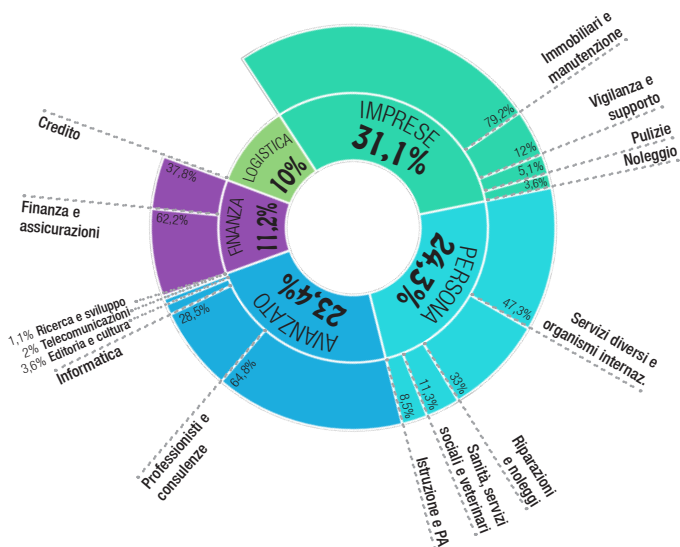 IMPRESE
31,1%
79,2%
Immobiliari e
manutenzione
12%
Vigilanza e
supporto
5,1%
Pulizie
3,6%
Noleggio
PERSONA
24,3%
47,3%
Servizi diversi e
organismi internaz.
33%
Riparazioni
e noleggi
11,3%
Sanità, servizi
sociali e veterinari
8,5%
Istruzione e PA
AVANZATO
23,4%
64,8%
Professionisti e
consulenze
28,5%
Informatica
3,6% Editoria e cultura
2% Telecomunicazioni
1,1% Ricerca e sviluppo
FINANZA
11,2%
62,2%
Finanza e
assicurazioni
37,8%
Credito
LOGISTICA
10%